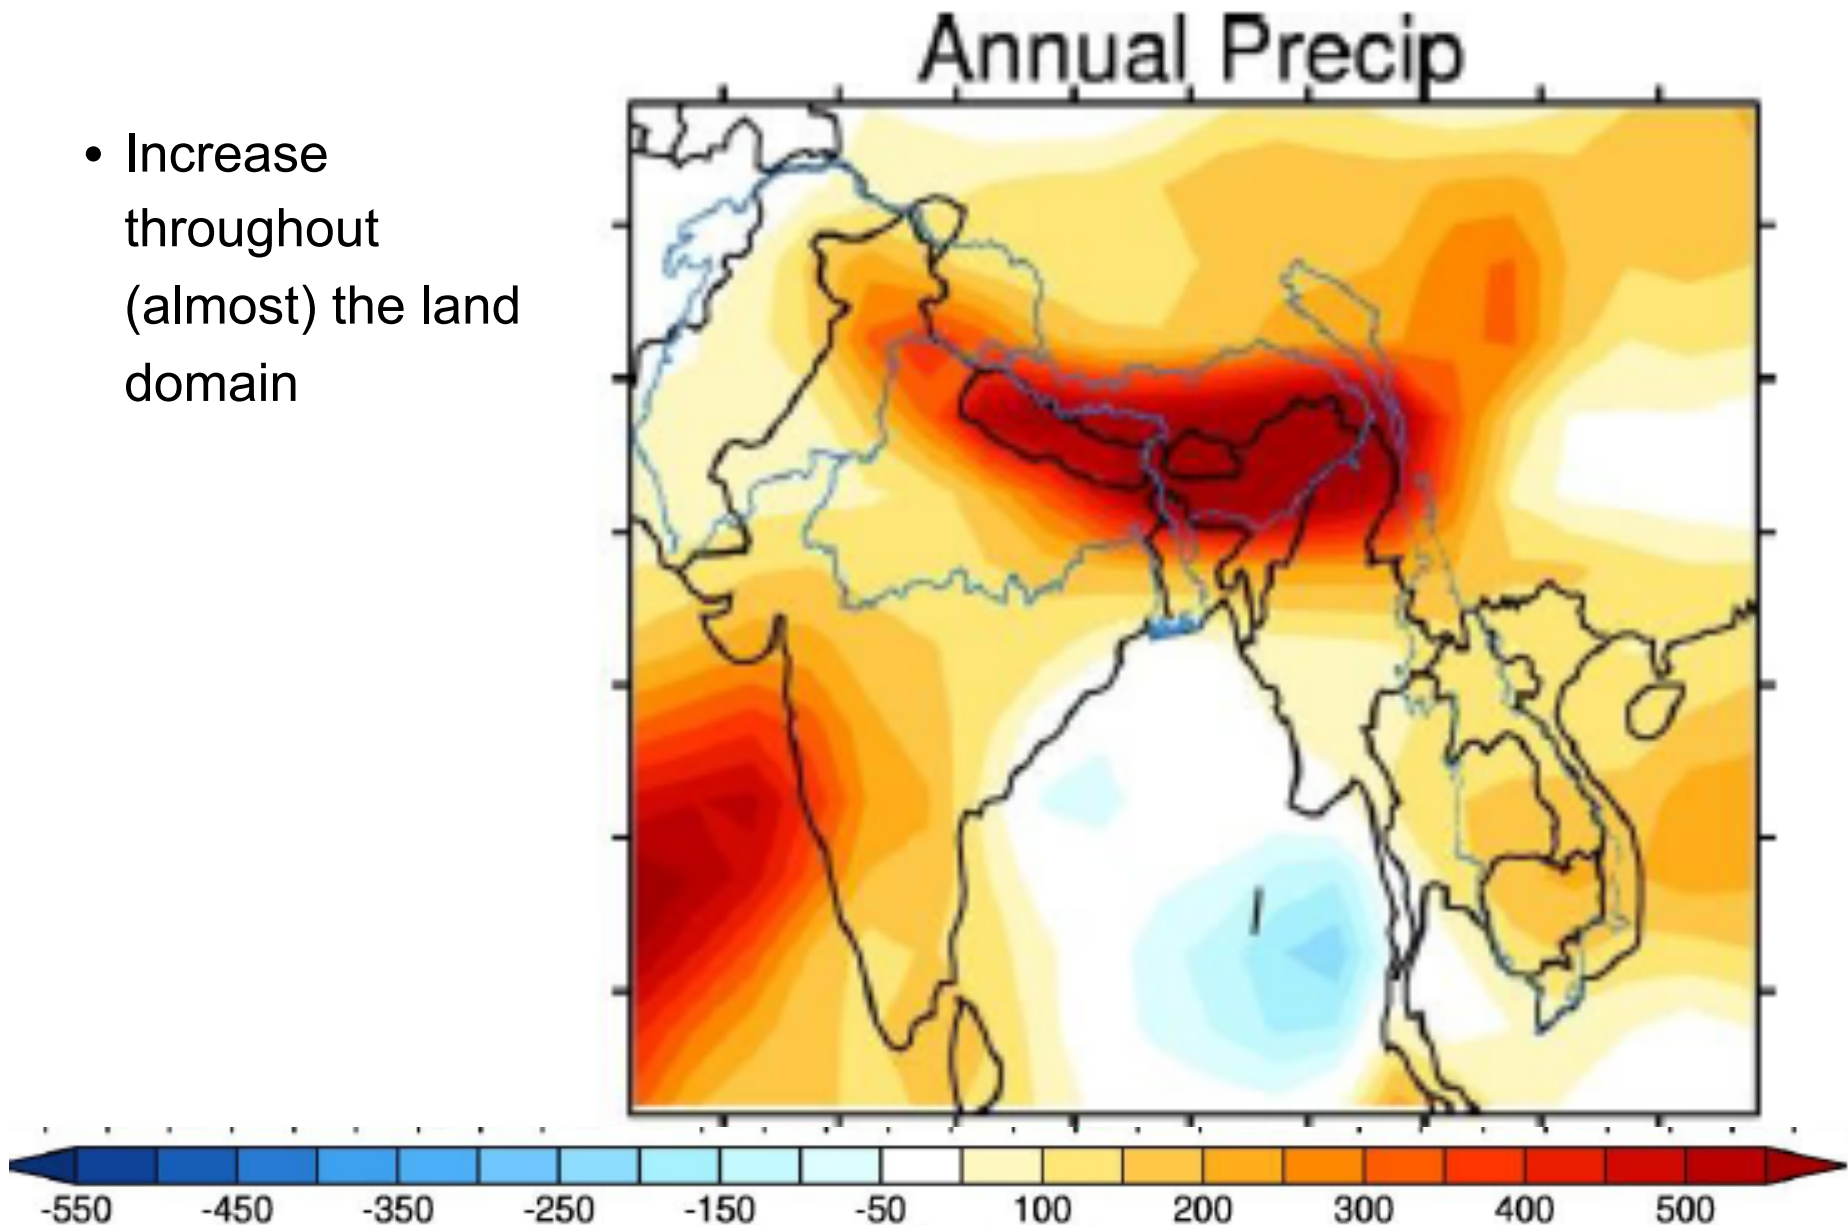 Annual Precip
• Increase
throughout
(almost) the land
domain
-550 -450 -350 -250 -150 -50 100 200 300 400 500